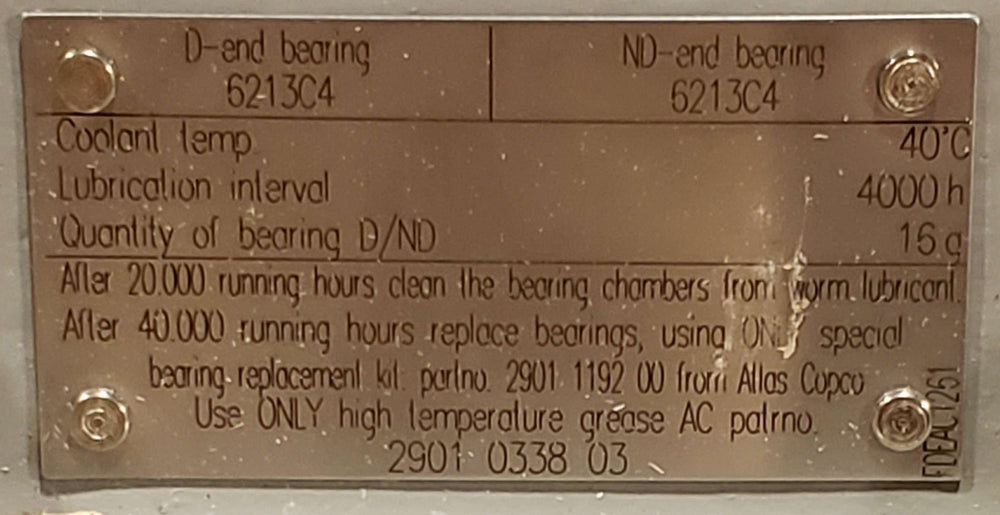 D-end bearing ND-end bearing
6213C4 6213C4
Coolant temp 40°C
Lubrication interval 4000 h
Quantity of bearing D/ND 16 g
After 20.000 running hours clean the bearing chambers from worm lubricant.
After 40.000 running hours replace bearings, using ONLY special
bearing replacement kit. partno. 2901 1192 00 from Atlas Copco
Use ONLY high temperature grease AC patrno.
2901 0338 03
FDEAC1251